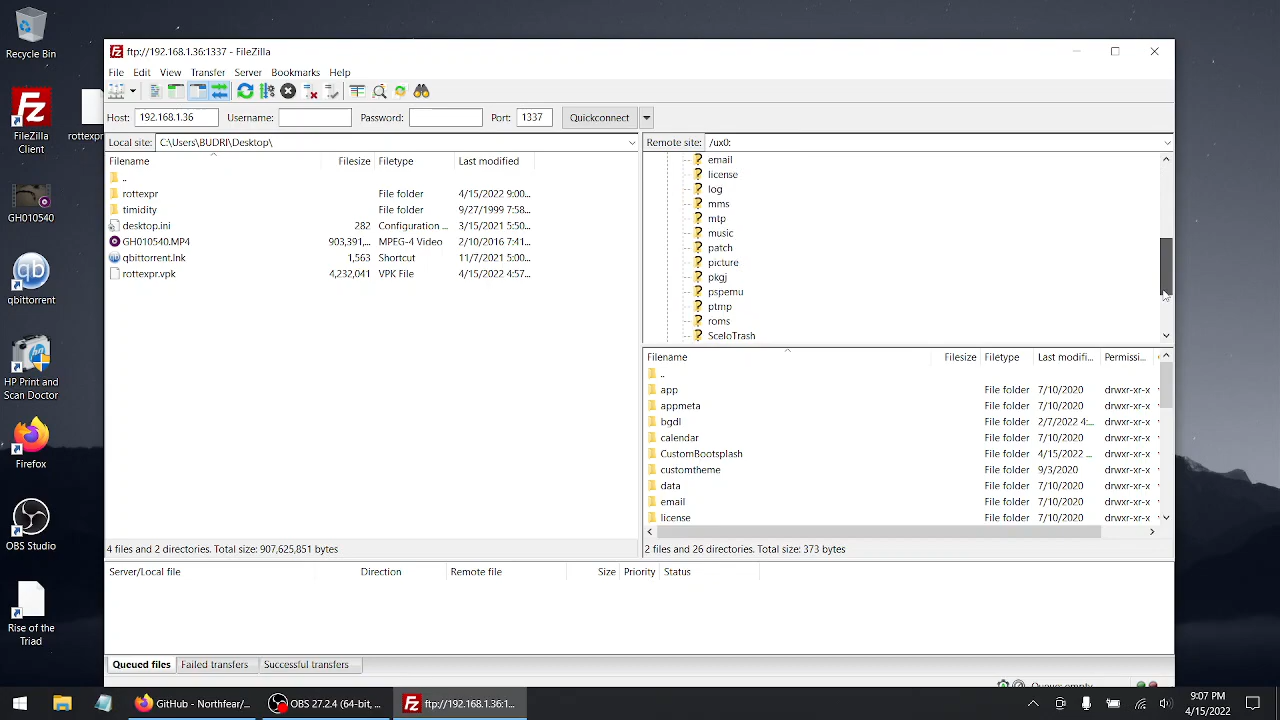 Recycle Bin
FileZilla
Client
rottexpr
GH010540
qbittorrent
HP Print and
Scan Doctor
Firefox
OBS Studio
Rise of the
Triad
ftp://192.168.1.36:1337 - FileZilla
File Edit View Transfer Server Bookmarks Help
Host: 192.168.1.36 Username: Password: Port: 1337 Quickconnect
Local site: C:\Users\BUDRI\Desktop\
Filename Filesize Filetype Last modified
..
rottexpr File folder 4/15/2022 9:00...
timidity File folder 9/27/1999 7:58...
desktop.ini 282 Configuration ... 3/15/2021 5:50...
GH010540.MP4 903,391,... MPEG-4 Video 2/10/2016 7:41...
qbittorrent.lnk 1,563 Shortcut 11/7/2021 5:00...
rottexpr.vpk 4,232,041 VPK File 4/15/2022 4:57...
4 files and 2 directories. Total size: 907,625,851 bytes
Remote site: /ux0:
email
license
log
mms
mtp
music
patch
picture
pkgj
pspemu
ptmp
roms
SceIoTrash
Filename Filesize Filetype Last modifi... Permissi...
..
app File folder 7/10/2020 drwxr-xr-x
appmeta File folder 7/10/2020 drwxr-xr-x
bgdl File folder 2/7/2022 4:... drwxr-xr-x
calendar File folder 7/10/2020 drwxr-xr-x
CustomBootsplash File folder 4/15/2022 ... drwxr-xr-x
customtheme File folder 9/3/2020 drwxr-xr-x
data File folder 7/10/2020 drwxr-xr-x
email File folder 7/10/2020 drwxr-xr-x
license File folder 7/10/2020 drwxr-xr-x
2 files and 26 directories. Total size: 373 bytes
Server/Local file Direction Remote file Size Priority Status
Queued files Failed transfers Successful transfers
Queue: empty
GitHub - Northfear/... OBS 27.2.4 (64-bit, ... ftp://192.168.1.36:1...
9:07 PM
4/15/2022